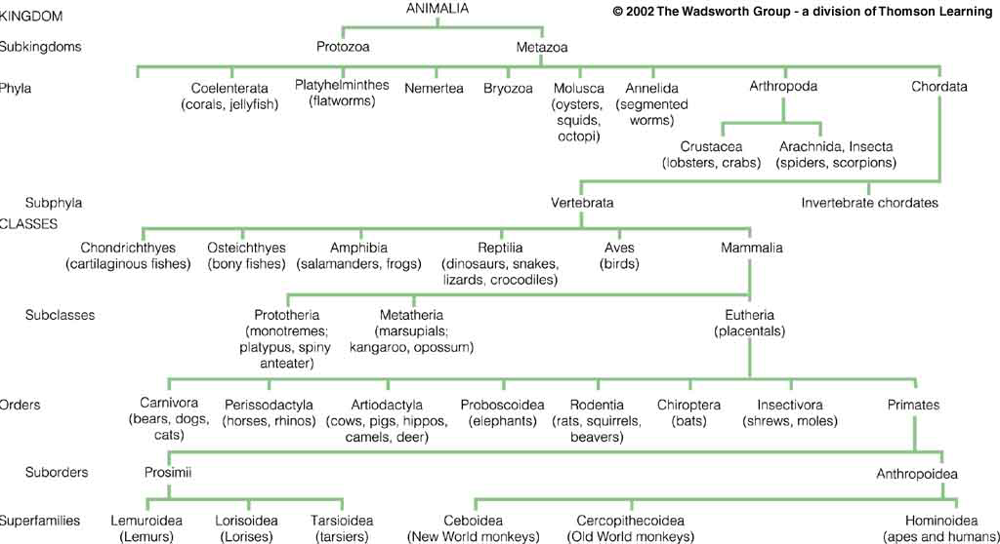 KINGDOM
ANIMALIA
© 2002 The Wadsworth Group - a division of Thomson Learning
Subkingdoms
Protozoa
Metazoa
Phyla
Coelenterata
(corals, jellyfish)
Platyhelminthes
(flatworms)
Nemertea
Bryozoa
Molusca
(oysters,
squids,
octopi)
Annelida
(segmented
worms)
Arthropoda
Chordata
Crustacea
(lobsters, crabs)
Arachnida, Insecta
(spiders, scorpions)
Subphyla
Vertebrata
Invertebrate chordates
CLASSES
Chondrichthyes
(cartilaginous fishes)
Osteichthyes
(bony fishes)
Amphibia
(salamanders, frogs)
Reptilia
(dinosaurs, snakes,
lizards, crocodiles)
Aves
(birds)
Mammalia
Subclasses
Prototheria
(monotremes;
platypus, spiny
anteater)
Metatheria
(marsupials;
kangaroo, opossum)
Eutheria
(placentals)
Orders
Carnivora
(bears, dogs,
cats)
Perissodactyla
(horses, rhinos)
Artiodactyla
(cows, pigs, hippos,
camels, deer)
Proboscoidea
(elephants)
Rodentia
(rats, squirrels,
beavers)
Chiroptera
(bats)
Insectivora
(shrews, moles)
Primates
Suborders
Prosimii
Anthropoidea
Superfamilies
Lemuroidea
(Lemurs)
Lorisoidea
(Lorises)
Tarsioidea
(tarsiers)
Ceboidea
(New World monkeys)
Cercopithecoidea
(Old World monkeys)
Hominoidea
(apes and humans)